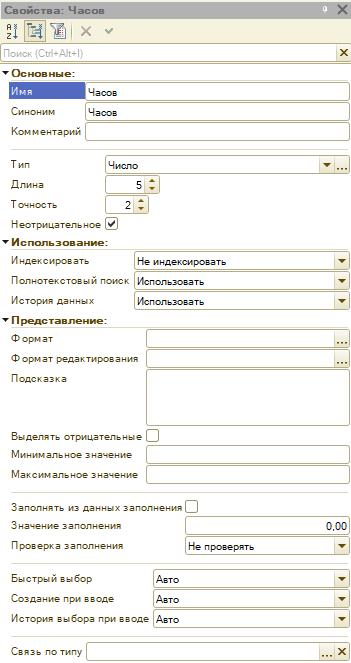 Свойства: Часов
Поиск (Ctrl+Alt+I)
Основные:
Имя Часов
Синоним Часов
Комментарий
Тип Число
Длина 5
Точность 2
Неотрицательное
Использование:
Индексировать Не индексировать
Полнотекстовый поиск Использовать
История данных Использовать
Представление:
Формат
Формат редактирования
Подсказка
Выделять отрицательные
Минимальное значение
Максимальное значение
Заполнять из данных заполнения
Значение заполнения 0,00
Проверка заполнения Не проверять
Быстрый выбор Авто
Создание при вводе Авто
История выбора при вводе Авто
Связь по типу